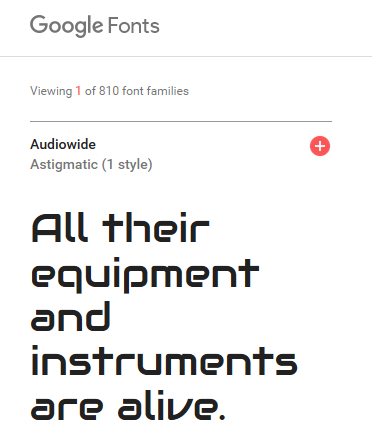 Google Fonts
Viewing 1 of 810 font families
Audiowide
Astigmatic (1 style)
All their
equipment
and
instruments
are alive.